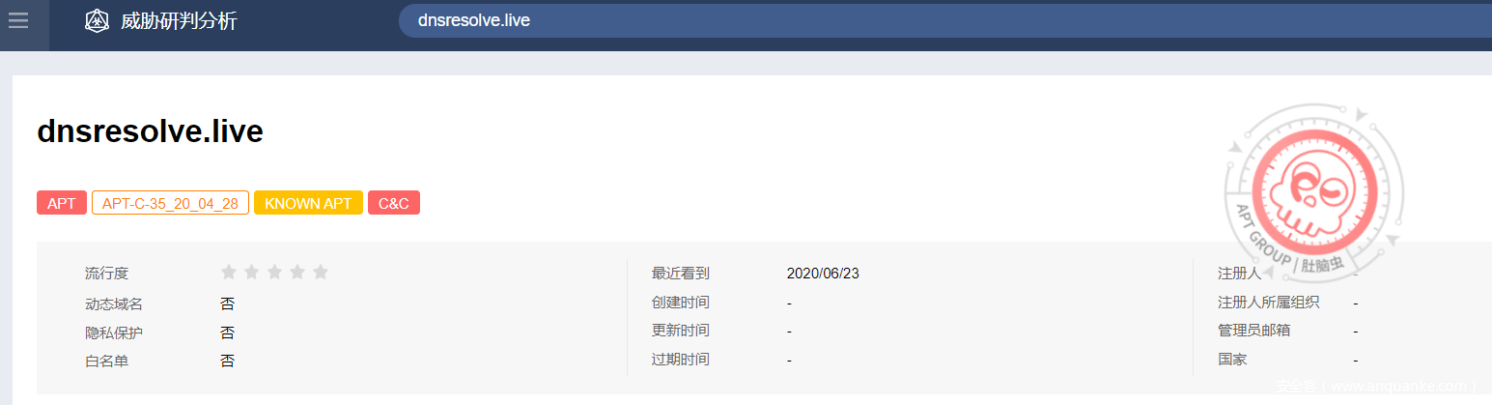 威胁研判分析
dnsresolve.live
dnsresolve.live
APT APT-C-35_20_04_28 KNOWN APT C&C
APT GROUP | 肚脑虫
流行度 最近看到 2020/06/23 注册人 -
动态域名 否 创建时间 - 注册人所属组织 -
隐私保护 否 更新时间 - 管理员邮箱 -
白名单 否 过期时间 - 国家 -
安全客 ( www.anquanke.com )